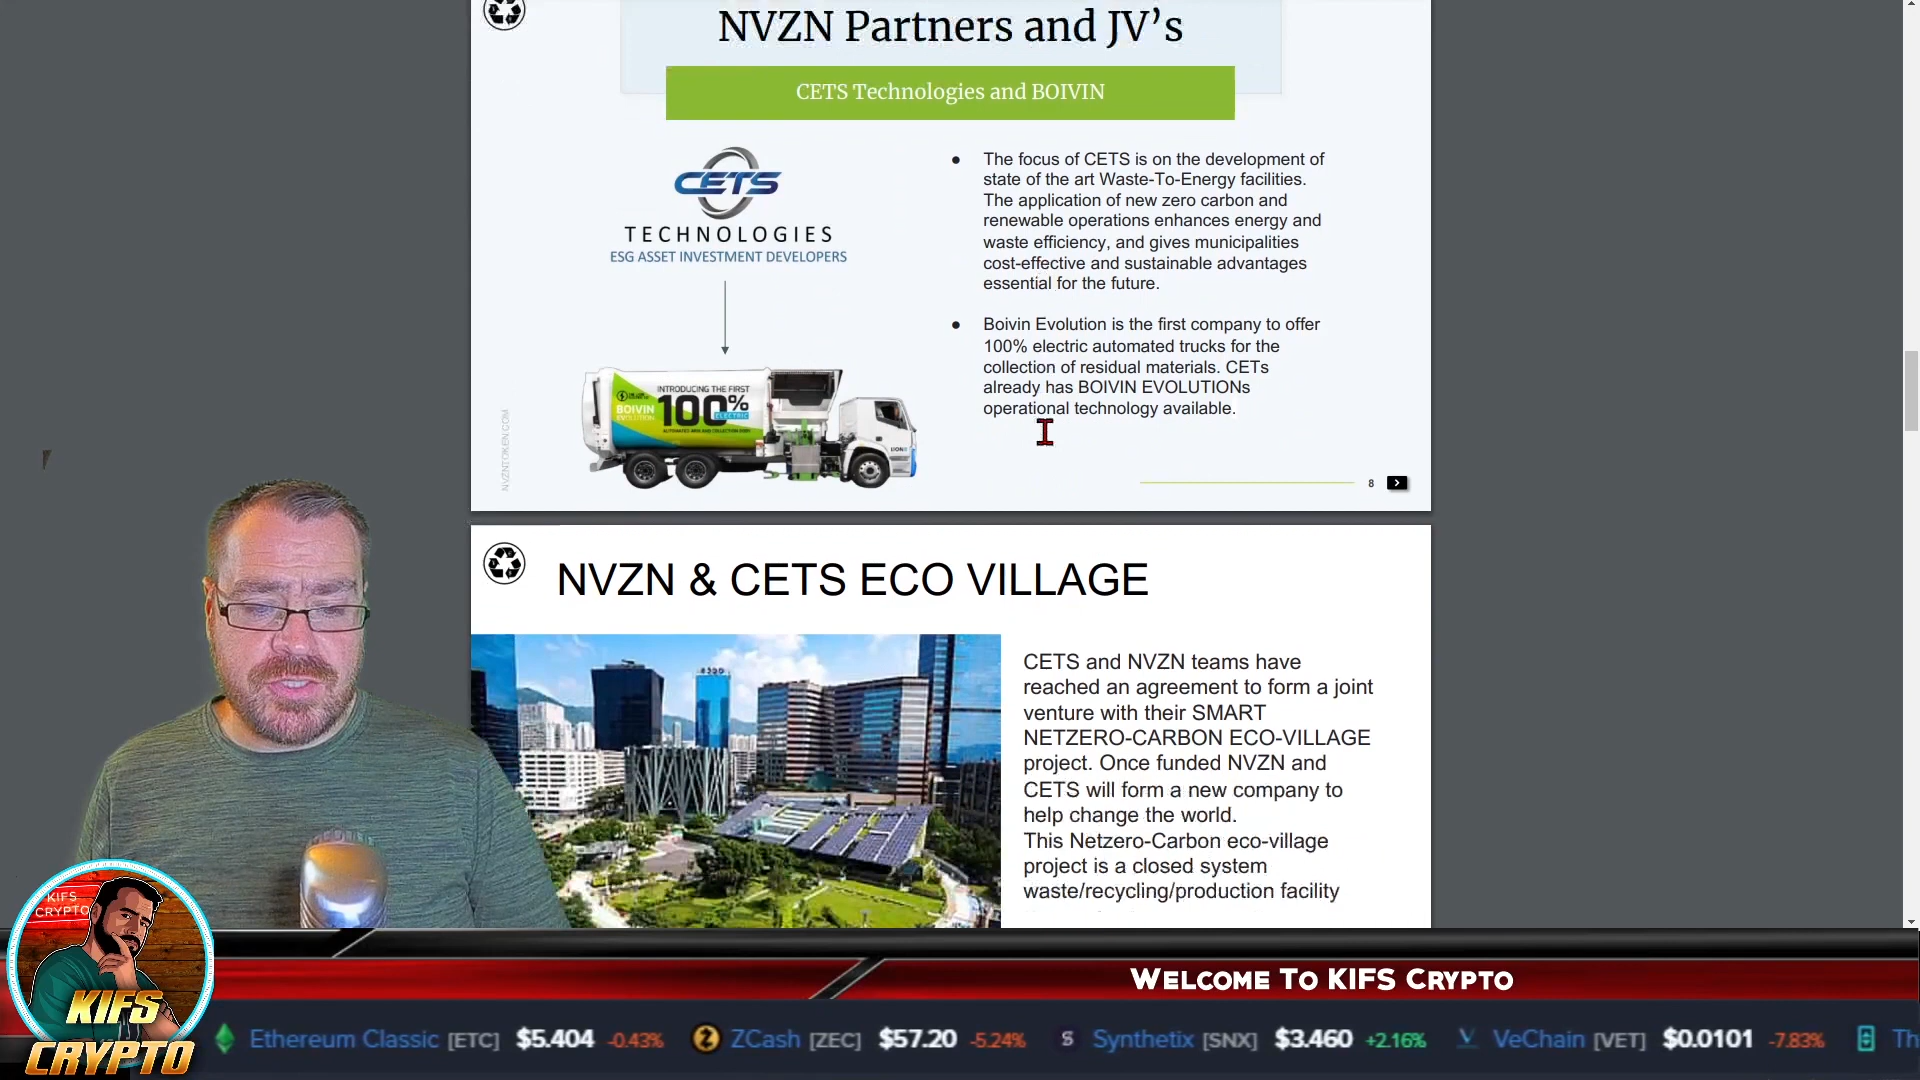 NVZN Partners and JV's
CETS Technologies and BOIVIN
CETS
TECHNOLOGIES
ESG ASSET INVESTMENT DEVELOPERS
● The focus of CETS is on the development of
state of the art Waste-To-Energy facilities.
The application of new zero carbon and
renewable operations enhances energy and
waste efficiency, and gives municipalities
cost-effective and sustainable advantages
essential for the future.
● Boivin Evolution is the first company to offer
100% electric automated trucks for the
collection of residual materials. CETs
already has BOIVIN EVOLUTIONs
operational technology available.
INTRODUCING THE FIRST
BOIVIN
EVOLUTION
100%
ELECTRIC
NVZNTOKEN.COM
8
NVZN & CETS ECO VILLAGE
CETS and NVZN teams have
reached an agreement to form a joint
venture with their SMART
NETZERO-CARBON ECO-VILLAGE
project. Once funded NVZN and
CETS will form a new company to
help change the world.
This Netzero-Carbon eco-village
project is a closed system
waste/recycling/production facility
KIFS
CRYPTO
KIFS
CRYPTO
WELCOME TO KIFS CRYPTO
Ethereum Classic [ETC] $5.404 -0.43% ZCash [ZEC] $57.20 -5.24% Synthetix [SNX] $3.460 +2.16% VeChain [VET] $0.0101 -7.83% Th